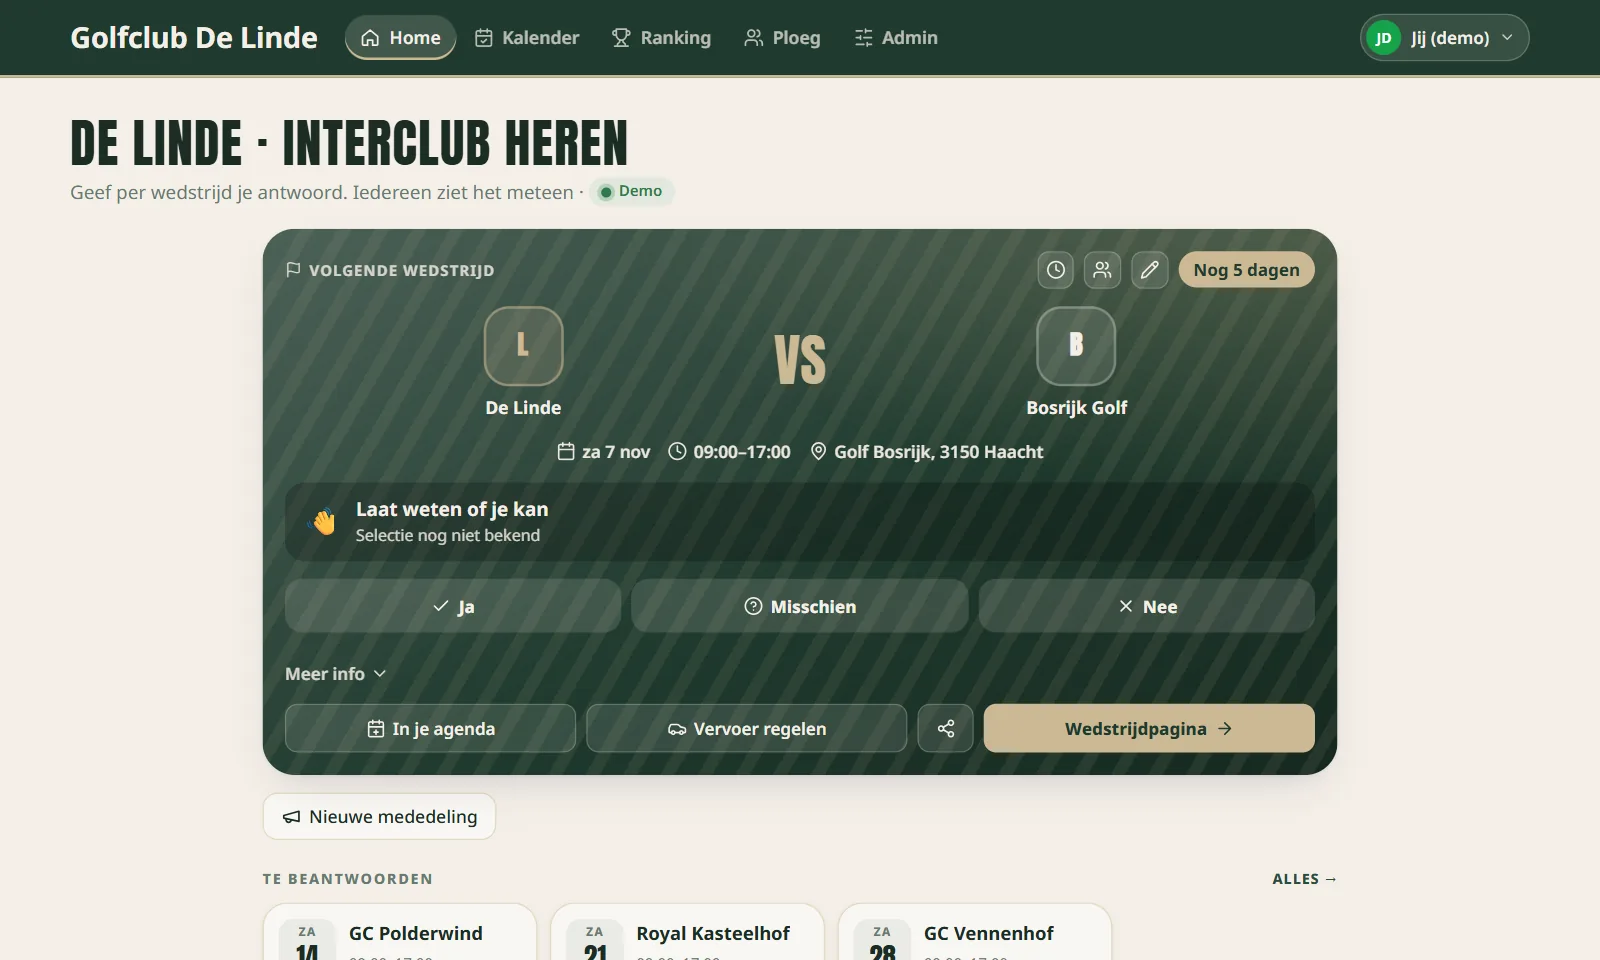 Golfclub De Linde
Home
Kalender
Ranking
Ploeg
Admin
JD
Jij (demo)
DE LINDE · INTERCLUB HEREN
Geef per wedstrijd je antwoord. Iedereen ziet het meteen · Demo
VOLGENDE WEDSTRIJD
Nog 5 dagen
L
VS
B
De Linde
Bosrijk Golf
za 7 nov
09:00–17:00
Golf Bosrijk, 3150 Haacht
Laat weten of je kan
Selectie nog niet bekend
Ja
Misschien
Nee
Meer info
In je agenda
Vervoer regelen
Wedstrijdpagina →
Nieuwe mededeling
TE BEANTWOORDEN
ALLES →
ZA
14
GC Polderwind
ZA
21
Royal Kasteelhof
ZA
28
GC Vennenhof